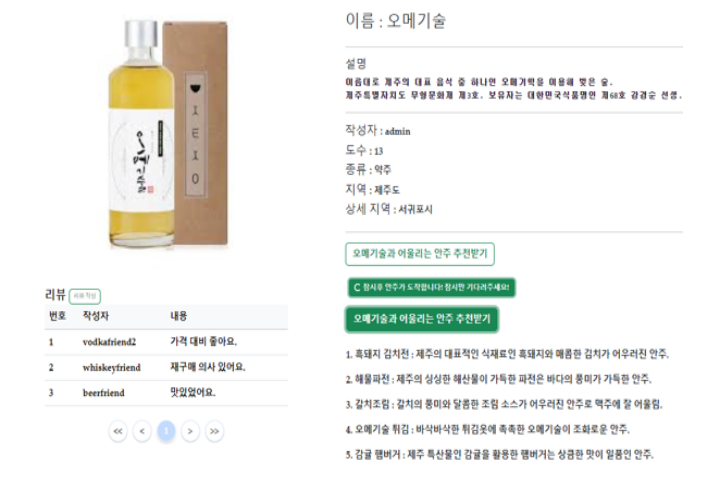 오메기술
리뷰 리뷰 작성
번호 작성자 내용
1 vodkafriend2 가격 대비 좋아요.
2 whiskeyfriend 재구매 의사 있어요.
3 beerfriend 맛있었어요.
<< < 1 > >>
이름 : 오메기술
설명
이름대로 제주의 대표 음식 중 하나인 오메기떡을 이용해 빚은 술.
제주특별자치도 무형문화재 제3호. 보유자는 대한민국식품명인 제68호 강경순 선생.
작성자 : admin
도수 : 13
종류 : 약주
지역 : 제주도
상세 지역 : 서귀포시
오메기술과 어울리는 안주 추천받기
잠시후 안주가 도착합니다! 잠시만 기다려주세요!
오메기술과 어울리는 안주 추천받기
1. 흑돼지 김치전 : 제주의 대표적인 식재료인 흑돼지와 매콤한 김치가 어우러진 안주.
2. 해물파전 : 제주의 싱싱한 해산물이 가득한 파전은 바다의 풍미가 가득한 안주.
3. 갈치조림 : 갈치의 풍미와 달콤한 조림 소스가 어우러진 안주로 맥주에 잘 어울림.
4. 오메기술 튀김 : 바삭바삭한 튀김옷에 촉촉한 오메기술이 조화로운 안주.
5. 감귤 햄버거 : 제주 특산물인 감귤을 활용한 햄버거는 상큼한 맛이 일품인 안주.